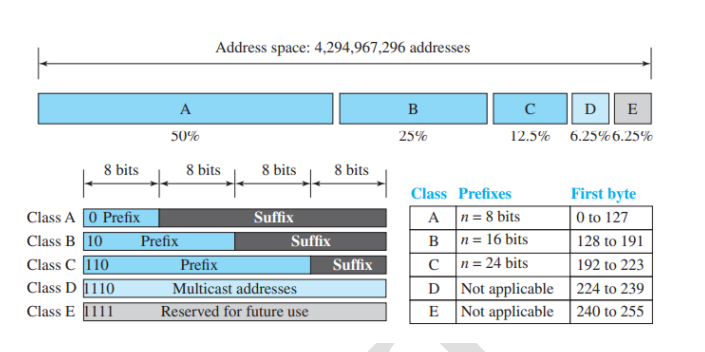 Address space: 4,294,967,296 addresses
A B C D E
50% 25% 12.5% 6.25% 6.25%
8 bits 8 bits 8 bits 8 bits
Class A 0 Prefix Suffix
Class B 10 Prefix Suffix
Class C 110 Prefix Suffix
Class D 1110 Multicast addresses
Class E 1111 Reserved for future use
Class Prefixes First byte
A n = 8 bits 0 to 127
B n = 16 bits 128 to 191
C n = 24 bits 192 to 223
D Not applicable 224 to 239
E Not applicable 240 to 255